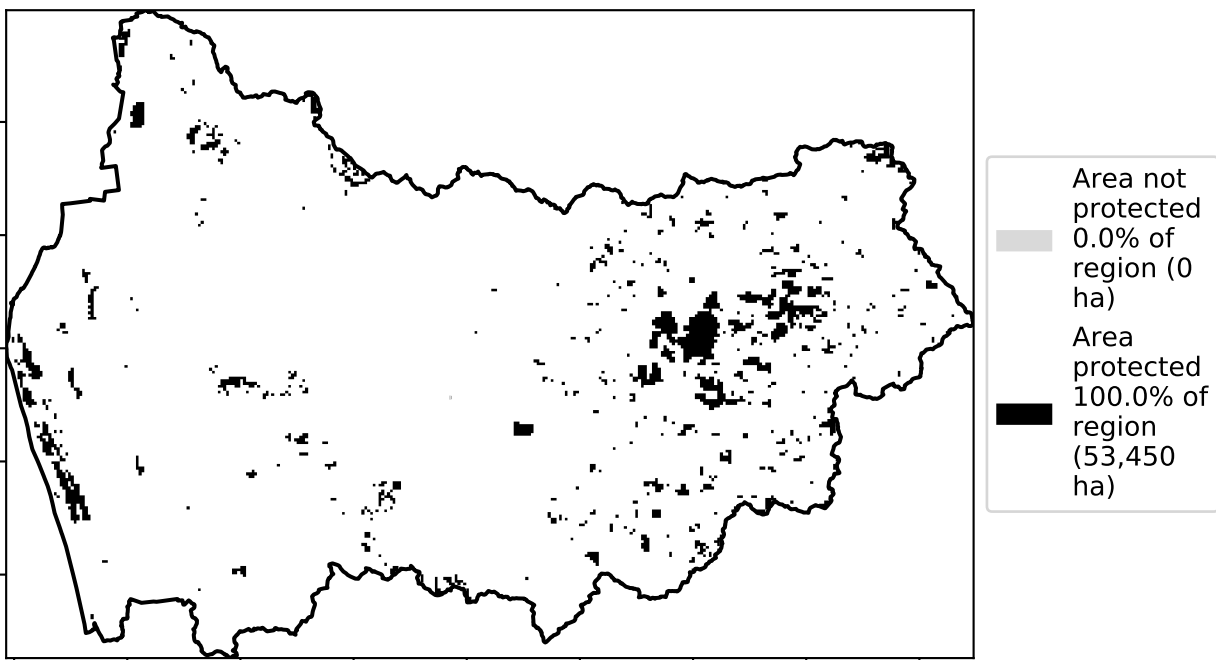 Area not
protected
0.0% of
region (0
ha)
Area
protected
100.0% of
region
(53,450
ha)